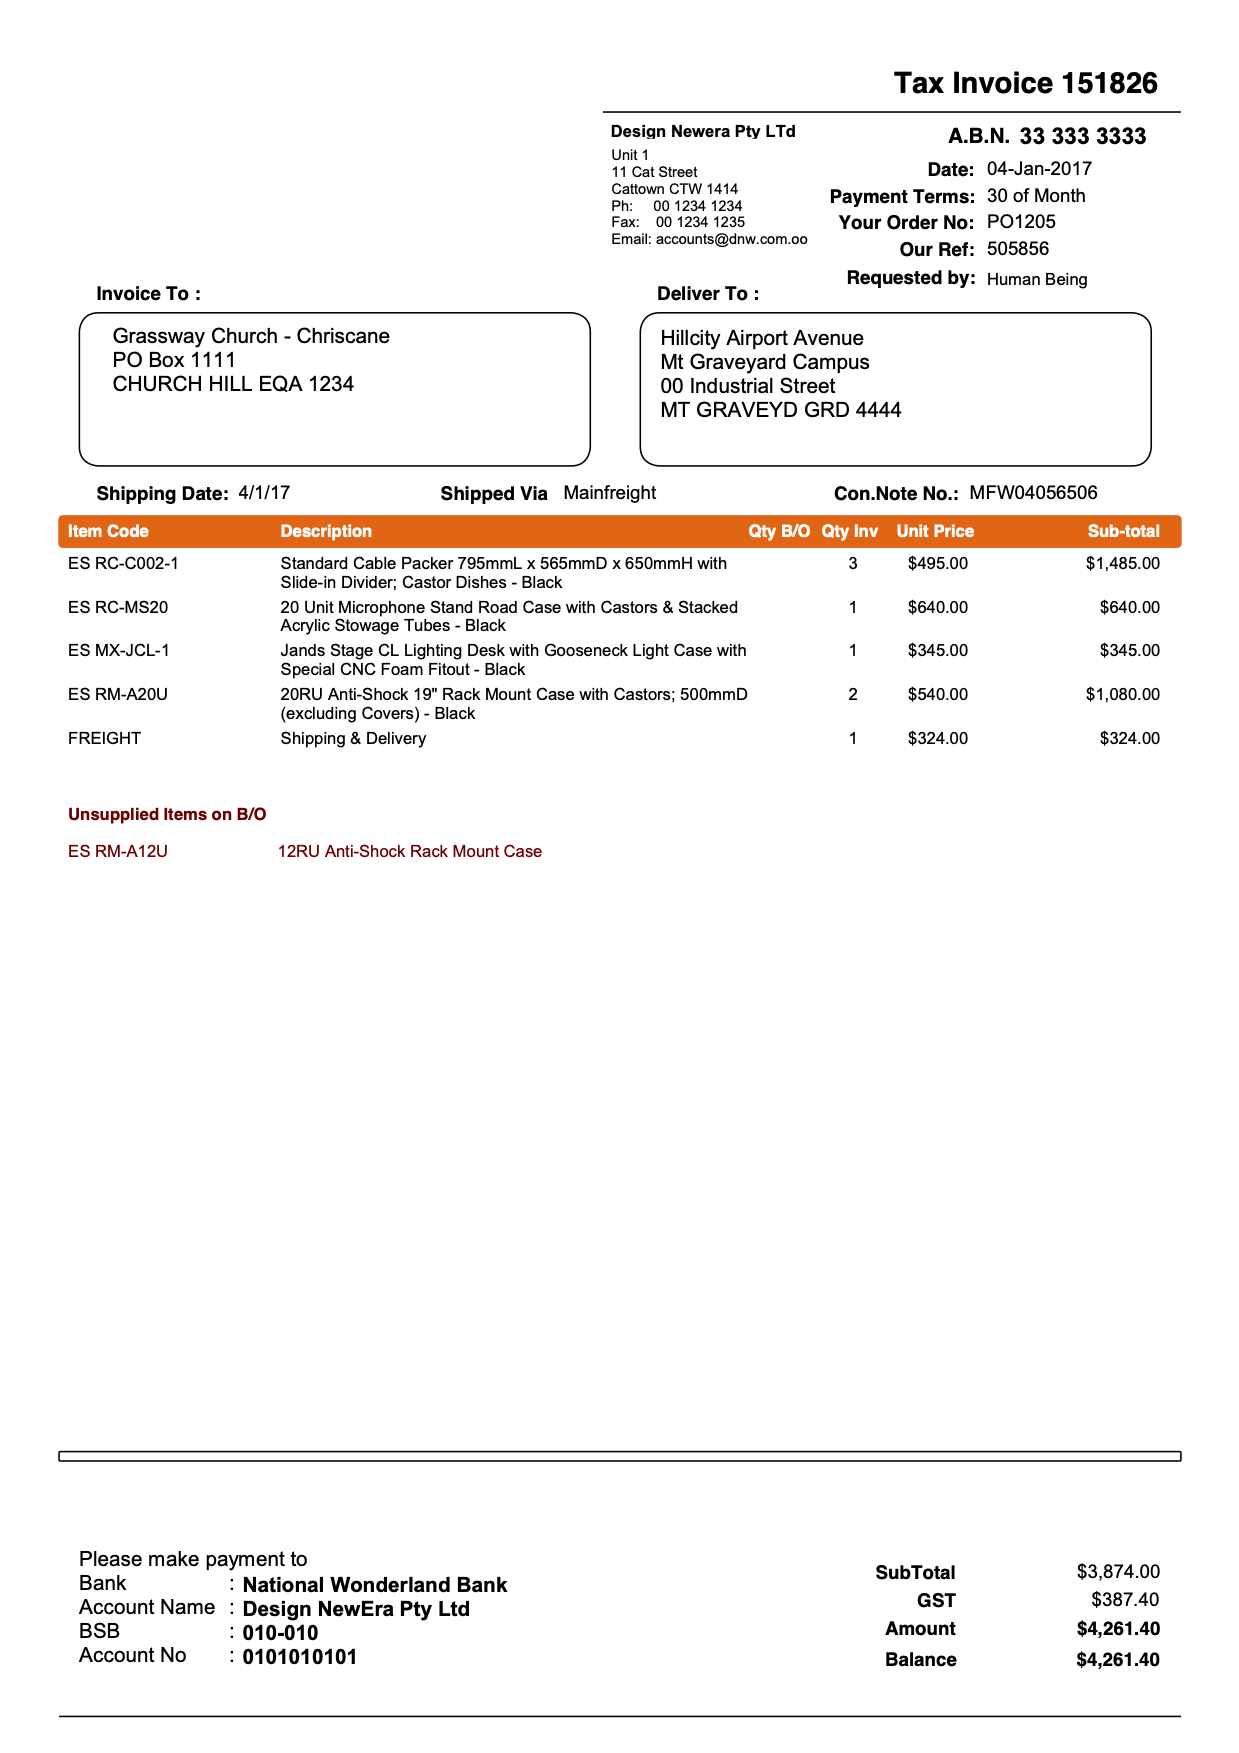 Tax Invoice 151826
Design Newera Pty LTd
Unit 1
11 Cat Street
Cattown CTW 1414
Ph: 00 1234 1234
Fax: 00 1234 1235
Email: accounts@dnw.com.oo
A.B.N. 33 333 3333
Date: 04-Jan-2017
Payment Terms: 30 of Month
Your Order No: PO1205
Our Ref: 505856
Requested by: Human Being
Invoice To :
Grassway Church - Chriscane
PO Box 1111
CHURCH HILL EQA 1234
Deliver To :
Hillcity Airport Avenue
Mt Graveyard Campus
00 Industrial Street
MT GRAVEYD GRD 4444
Shipping Date: 4/1/17 Shipped Via Mainfreight Con.Note No.: MFW04056506
Item Code Description Qty B/O Qty Inv Unit Price Sub-total
ES RC-C002-1 Standard Cable Packer 795mmL x 565mmD x 650mmH with 3 $495.00 $1,485.00
Slide-in Divider; Castor Dishes - Black
ES RC-MS20 20 Unit Microphone Stand Road Case with Castors & Stacked 1 $640.00 $640.00
Acrylic Stowage Tubes - Black
ES MX-JCL-1 Jands Stage CL Lighting Desk with Gooseneck Light Case with 1 $345.00 $345.00
Special CNC Foam Fitout - Black
ES RM-A20U 20RU Anti-Shock 19" Rack Mount Case with Castors; 500mmD 2 $540.00 $1,080.00
(excluding Covers) - Black
FREIGHT Shipping & Delivery 1 $324.00 $324.00
Unsupplied Items on B/O
ES RM-A12U 12RU Anti-Shock Rack Mount Case
Please make payment to
Bank : National Wonderland Bank
Account Name : Design NewEra Pty Ltd
BSB : 010-010
Account No : 0101010101
SubTotal $3,874.00
GST $387.40
Amount $4,261.40
Balance $4,261.40